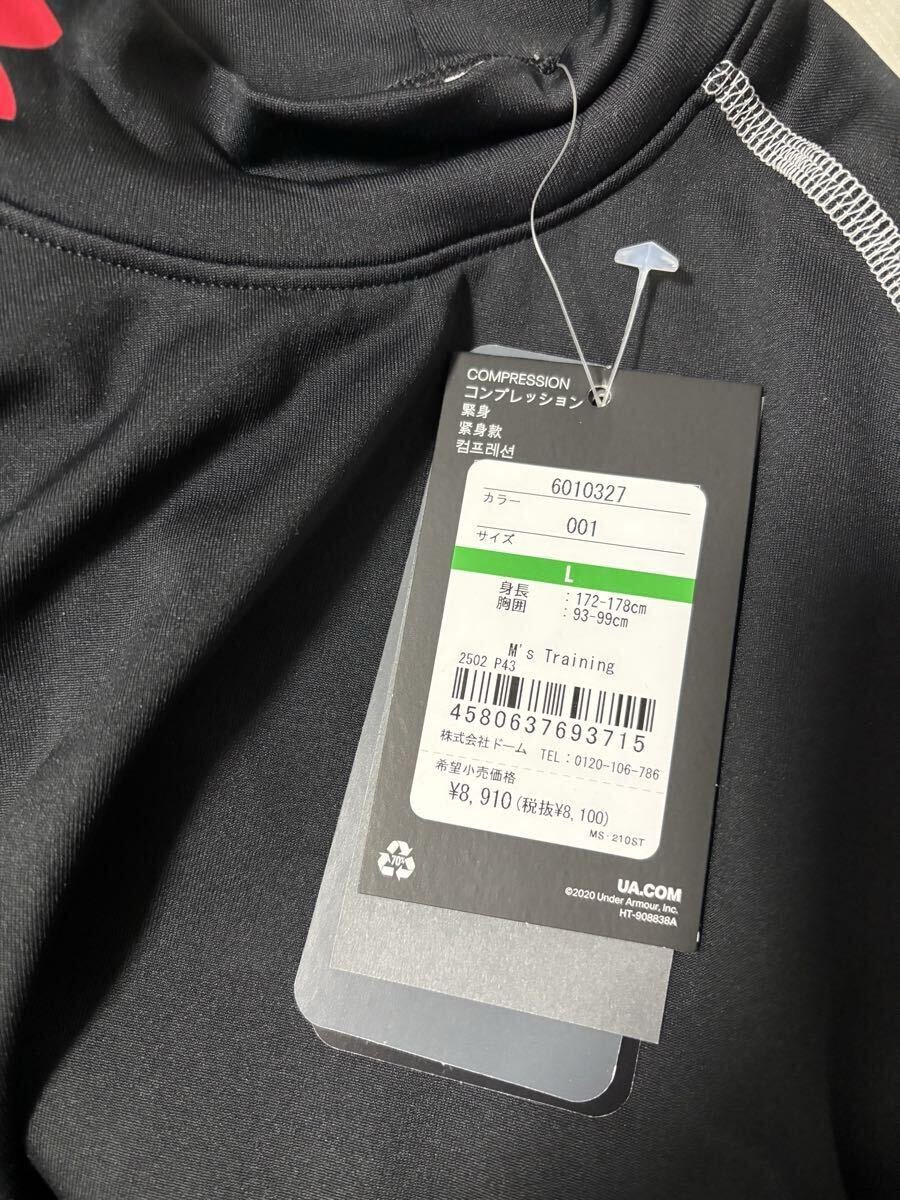 COMPRESSION
コンプレッション
緊身
紧身款
컴프레션
6010327
カラー
001
サイズ
L
身長 : 172-178cm
胸囲 : 93-99cm
M's Training
2502 P43
4580637693715
株式会社ドーム TEL : 0120-106-786
希望小売価格
¥8,910(税抜¥8,100)
MS-210ST
70%
UA.COM
©2020 Under Armour, Inc.
HT-908838A